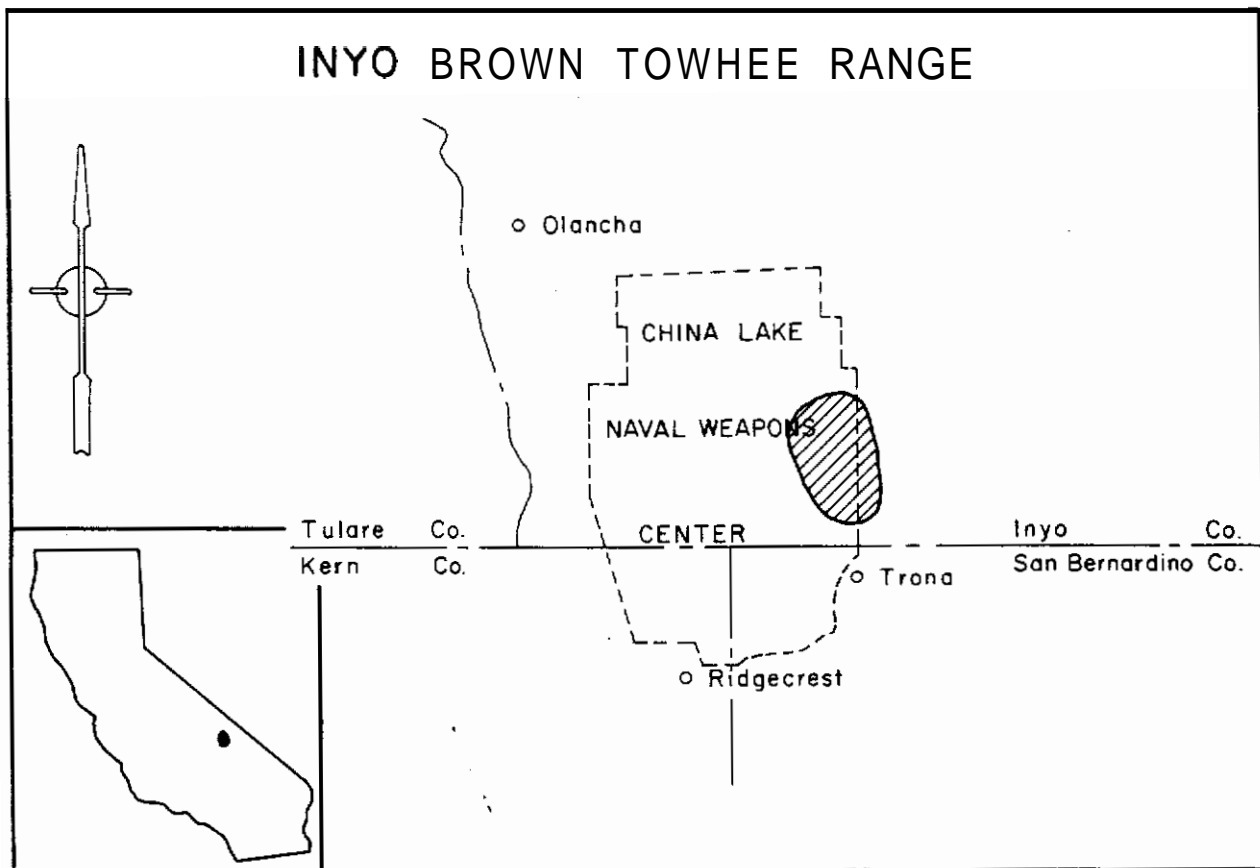 INYO BROWN TOWHEE RANGE
Olancha
CHINA LAKE
NAVAL WEAPONS
CENTER
Tulare Co.
Inyo Co.
Kern Co.
San Bernardino Co.
Trona
Ridgecrest